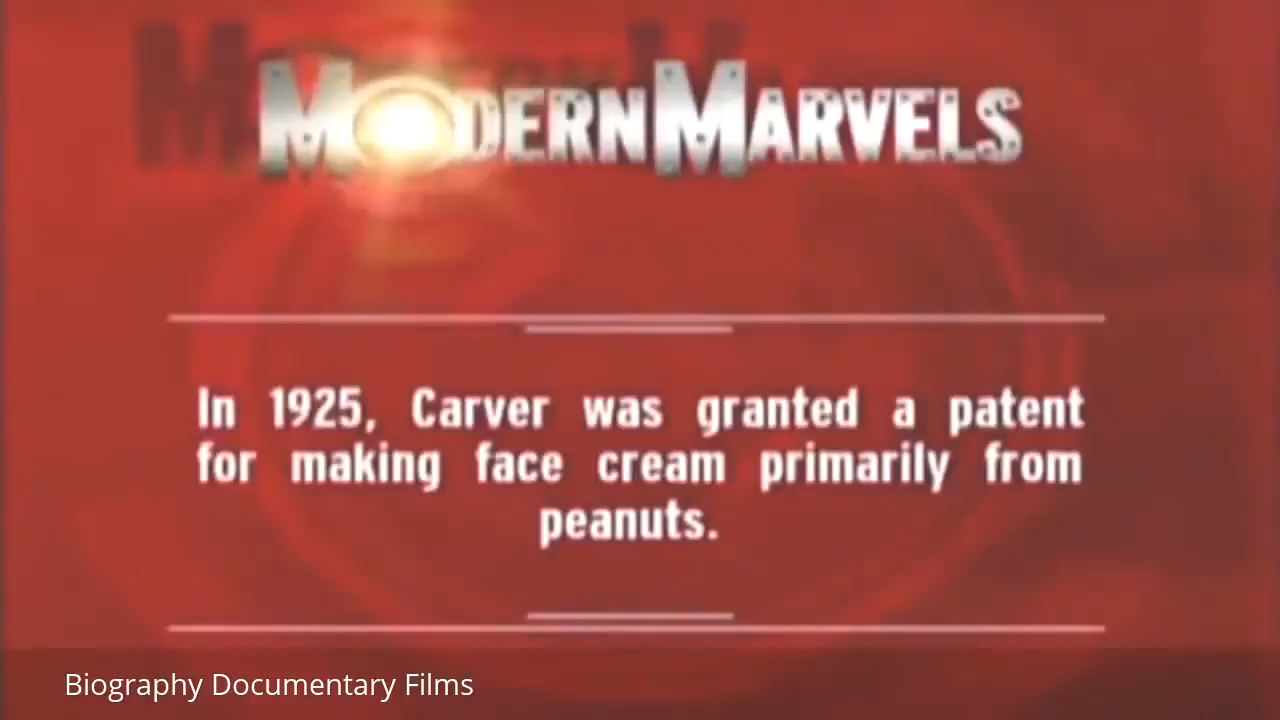 MODERN MARVELS
In 1925, Carver was granted a patent
for making face cream primarily from
peanuts.
Biography Documentary Films